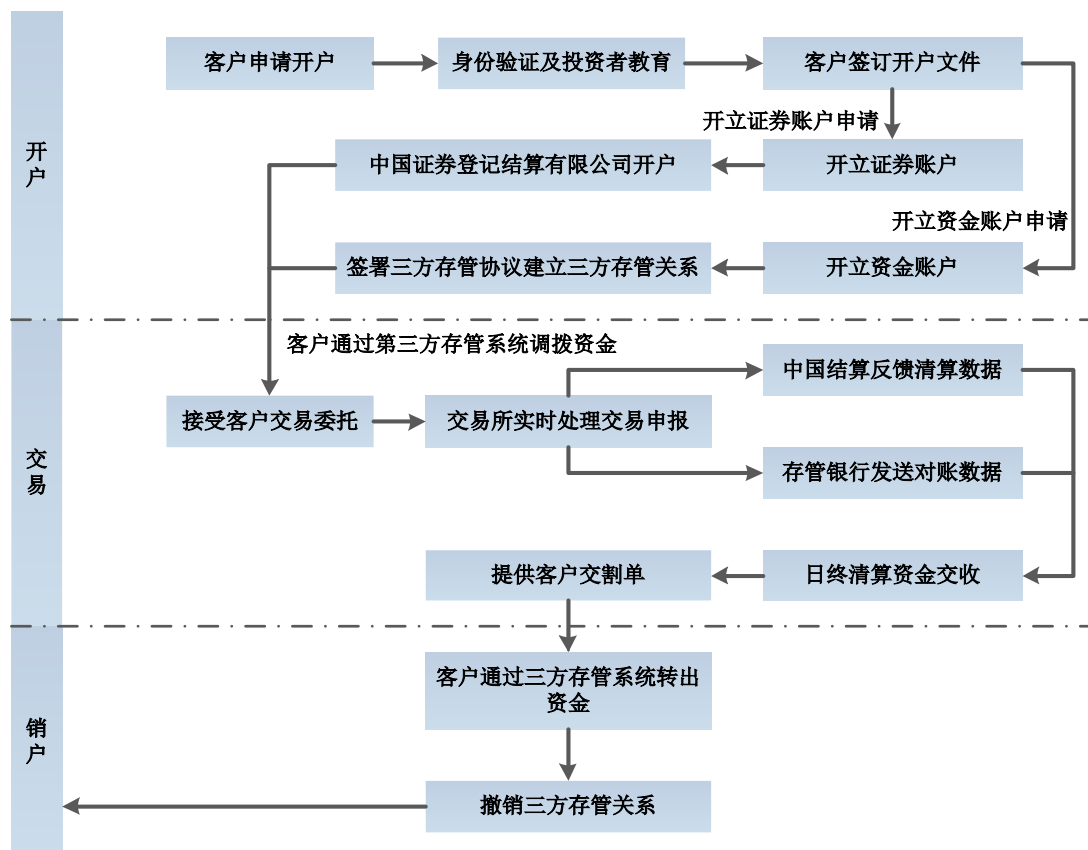 开
户
客户申请开户
身份验证及投资者教育
客户签订开户文件
开立证券账户申请
中国证券登记结算有限公司开户
开立证券账户
开立资金账户申请
签署三方存管协议建立三方存管关系
开立资金账户
交
易
客户通过第三方存管系统调拨资金
中国结算反馈清算数据
接受客户交易委托
交易所实时处理交易申报
存管银行发送对账数据
提供客户交割单
日终清算资金交收
销
户
客户通过三方存管系统转出
资金
撤销三方存管关系